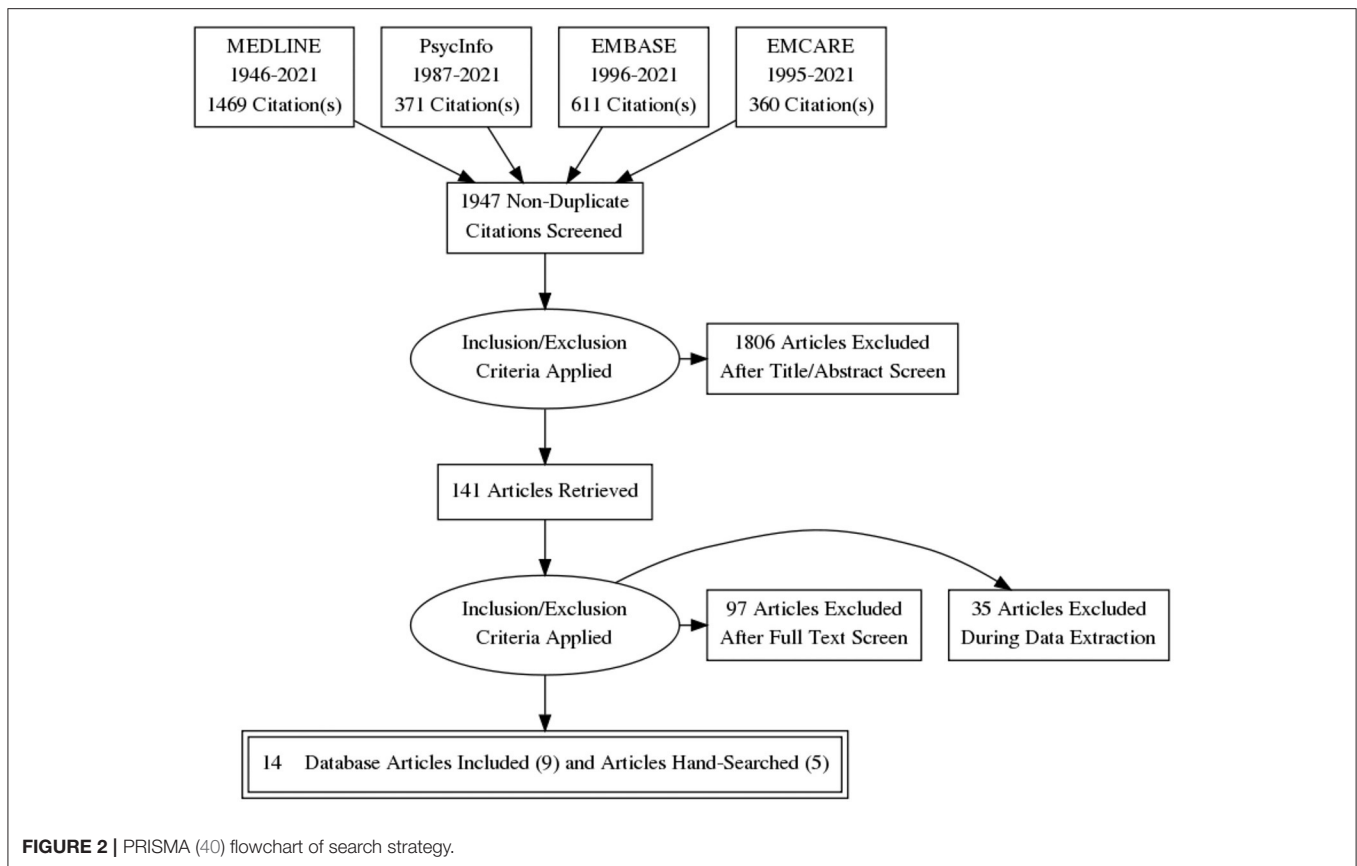 MEDLINE
1946-2021
1469 Citation(s)
PsycInfo
1987-2021
371 Citation(s)
EMBASE
1996-2021
611 Citation(s)
EMCARE
1995-2021
360 Citation(s)
1947 Non-Duplicate
Citations Screened
Inclusion/Exclusion
Criteria Applied
1806 Articles Excluded
After Title/Abstract Screen
141 Articles Retrieved
Inclusion/Exclusion
Criteria Applied
97 Articles Excluded
After Full Text Screen
35 Articles Excluded
During Data Extraction
14 Database Articles Included (9) and Articles Hand-Searched (5)
FIGURE 2 | PRISMA (40) flowchart of search strategy.